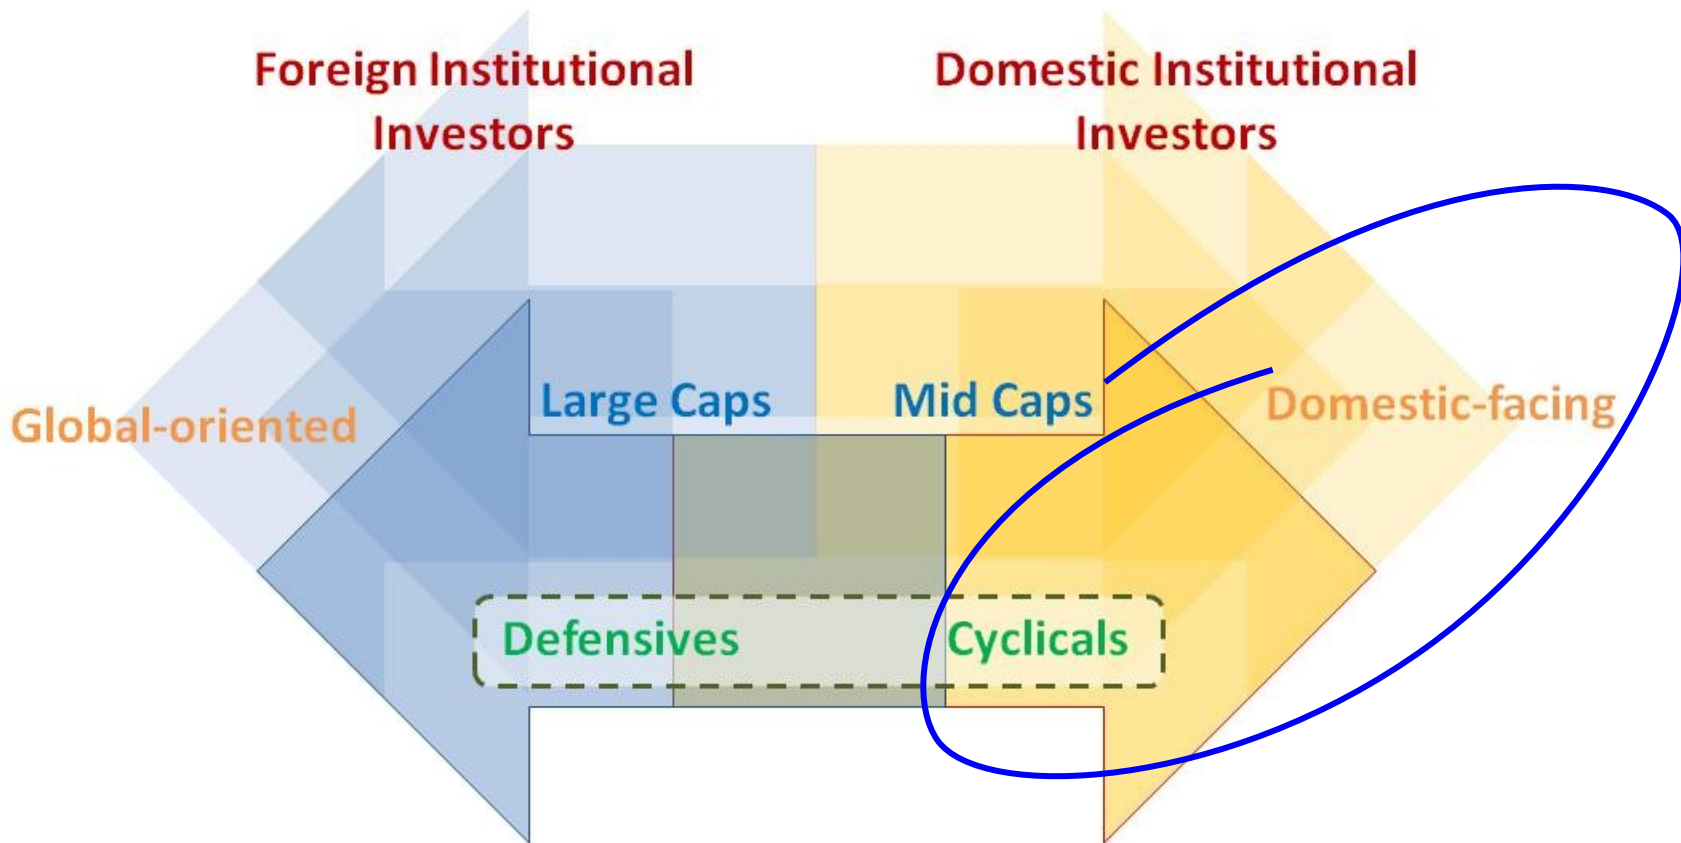 Foreign Institutional
Investors
Domestic Institutional
Investors
Large Caps
Mid Caps
Global-oriented
Domestic-facing
Defensives
Cyclicals